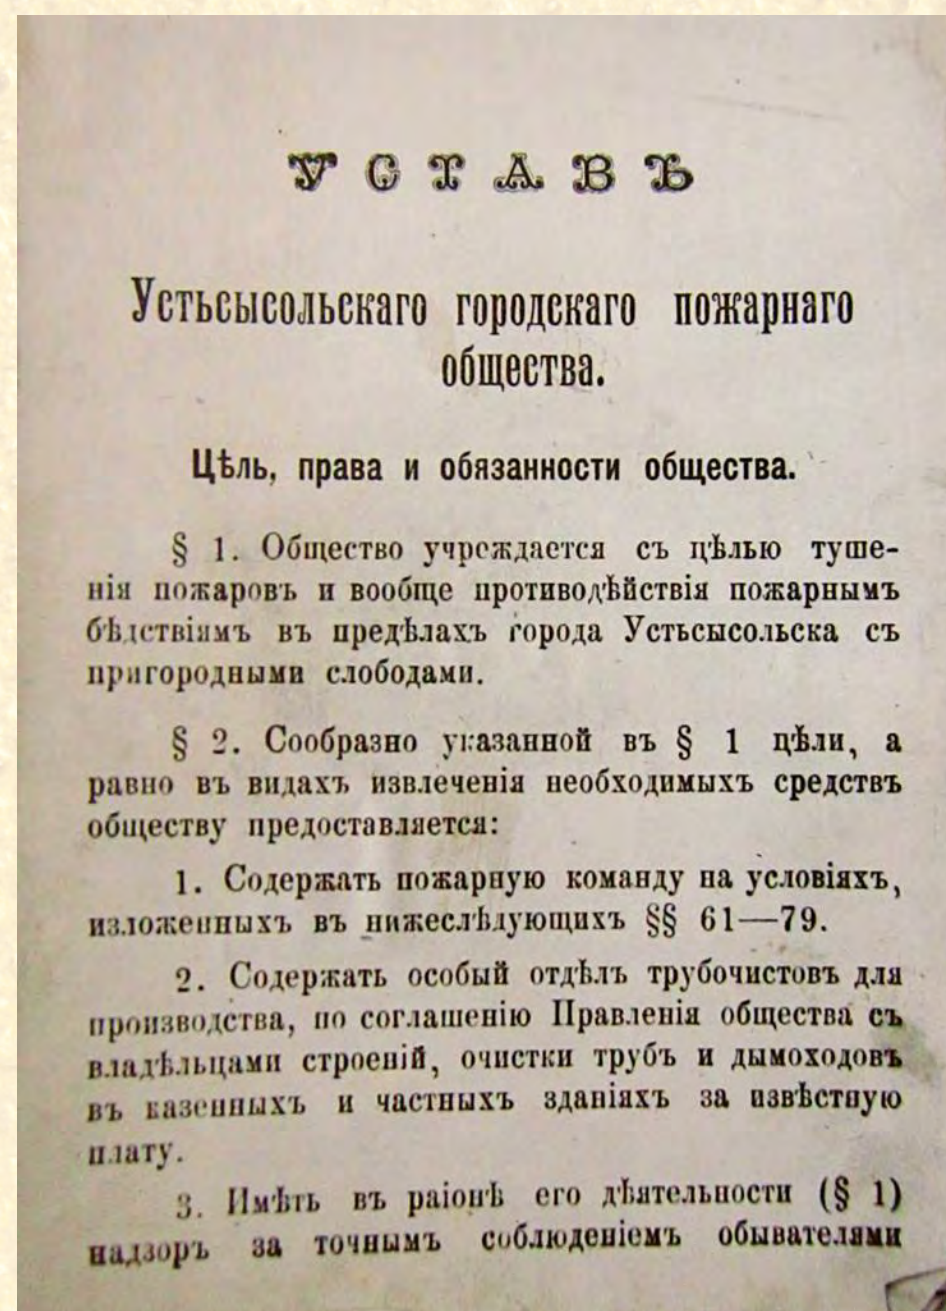 УСТАВЪ
Устьсысольскаго городскаго пожарнаго
общества.
Цѣль, права и обязанности общества.
§ 1. Общество учреждается съ цѣлью туше-
нія пожаровъ и вообще противодѣйствія пожарнымъ
бѣдствіямъ въ предѣлахъ города Устьсысольска съ
пригородными слободами.
§ 2. Сообразно указанной въ § 1 цѣли, а
равно въ видахъ извлеченія необходимыхъ средствъ
обществу предоставляется:
1. Содержать пожарную команду на условіяхъ,
изложенныхъ въ нижеслѣдующихъ §§ 61—79.
2. Содержать особый отдѣлъ трубочистовъ для
производства, по соглашенію Правленія общества съ
владѣльцами строеній, очистки трубъ и дымоходовъ
въ казенныхъ и частныхъ зданіяхъ за извѣстную
плату.
3. Имѣть въ раіонѣ его дѣятельности (§ 1)
надзоръ за точнымъ соблюденіемъ обывателями